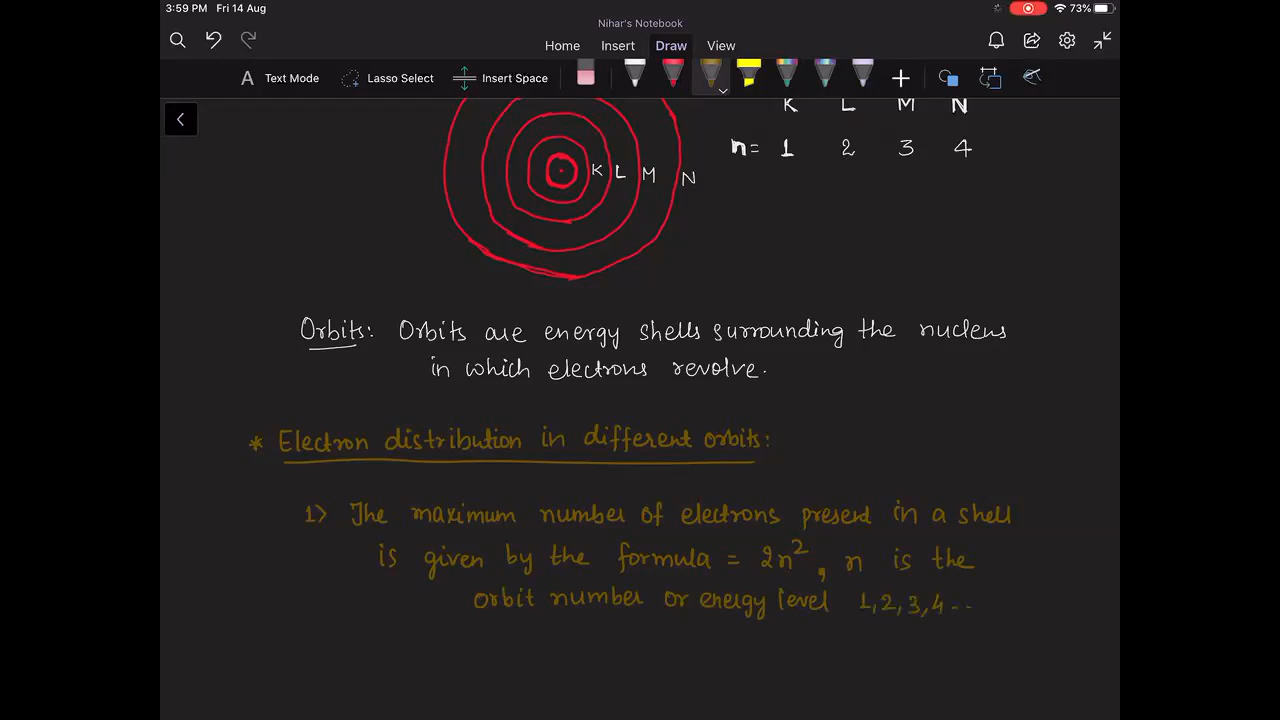 3:59 PM Fri 14 Aug
73%
Nihar's Notebook
Home Insert Draw View
Text Mode Lasso Select Insert Space
K L M N
n= 1 2 3 4
K L M N
Orbits: Orbits are energy shells surrounding the nucleus
in which electrons revolve.
* Electron distribution in different orbits:
1> The maximum number of electrons present in a shell
is given by the formula = 2n², n is the
orbit number or energy level 1,2,3,4--